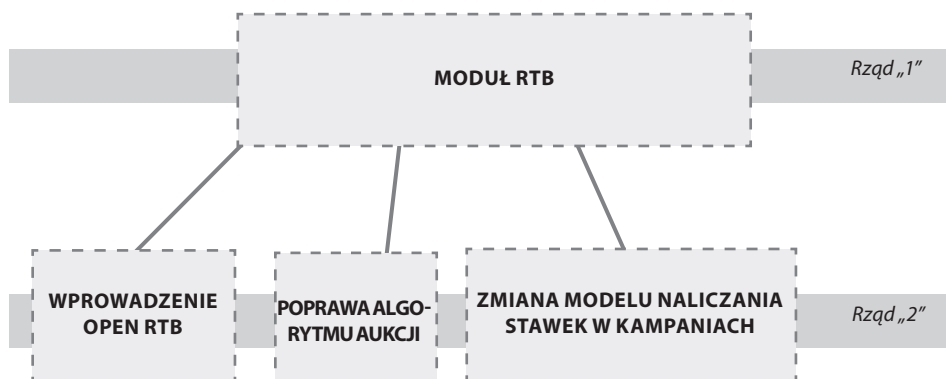 MODUŁ RTB
Rząd „1”
WPROWADZENIE
OPEN RTB
POPRAWA ALGO-
RYTMU AUKCJI
ZMIANA MODELU NALICZANIA
STAWEK W KAMPANIACH
Rząd „2”